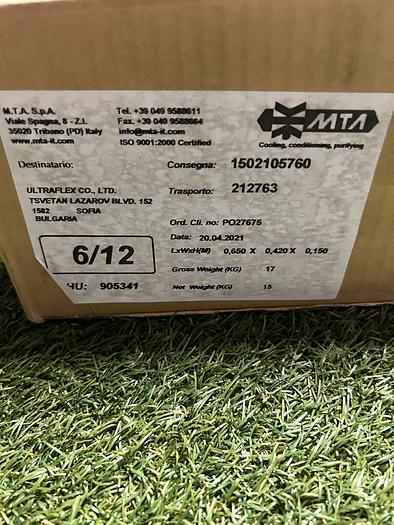 M.T.A. S.p.A.
Viale Spagna, 8 - Z.I.
35020 Tribano (PD) Italy
www.mta-it.com
Tel. +39 049 9588611
Fax. +39 049 9588604
info@mta-it.com
ISO 9001:2000 Certified
MTA
Cooling, conditioning, purifying
Destinatario:
ULTRAFLEX CO., LTD.
TSVETAN LAZAROV BLVD. 152
1582 SOFIA
BULGARIA
Consegna: 1502105760
Trasporto: 212763
Ord. Cli. no: PO27675
Data: 20.04.2021
LxWxH(M) 0,650 X 0,420 X 0,150
Gross Weight (KG) 17
Net Weight (KG) 15
6/12
HU: 905341